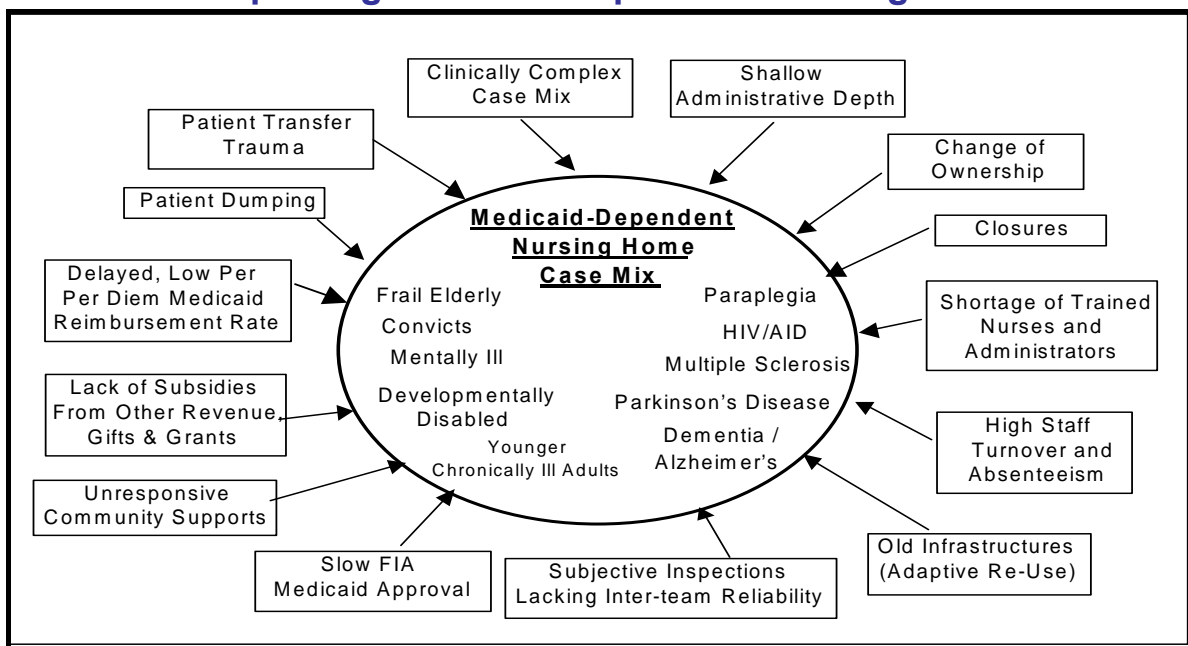 Clinically Complex
Case Mix
Shallow
Administrative Depth
Patient Transfer
Trauma
Change of
Ownership
Patient Dumping
Closures
Medicaid-Dependent
Nursing Home
Case Mix
Delayed, Low Per
Per Diem Medicaid
Reimbursement Rate
Frail Elderly
Convicts
Mentally Ill
Developmentally
Disabled
Younger
Chronically Ill Adults
Paraplegia
HIV/AID
Multiple Sclerosis
Parkinson's Disease
Dementia /
Alzheimer's
Shortage of Trained
Nurses and
Administrators
Lack of Subsidies
From Other Revenue,
Gifts & Grants
High Staff
Turnover and
Absenteeism
Unresponsive
Community Supports
Slow FIA
Medicaid Approval
Subjective Inspections
Lacking Inter-team Reliability
Old Infrastructures
(Adaptive Re-Use)